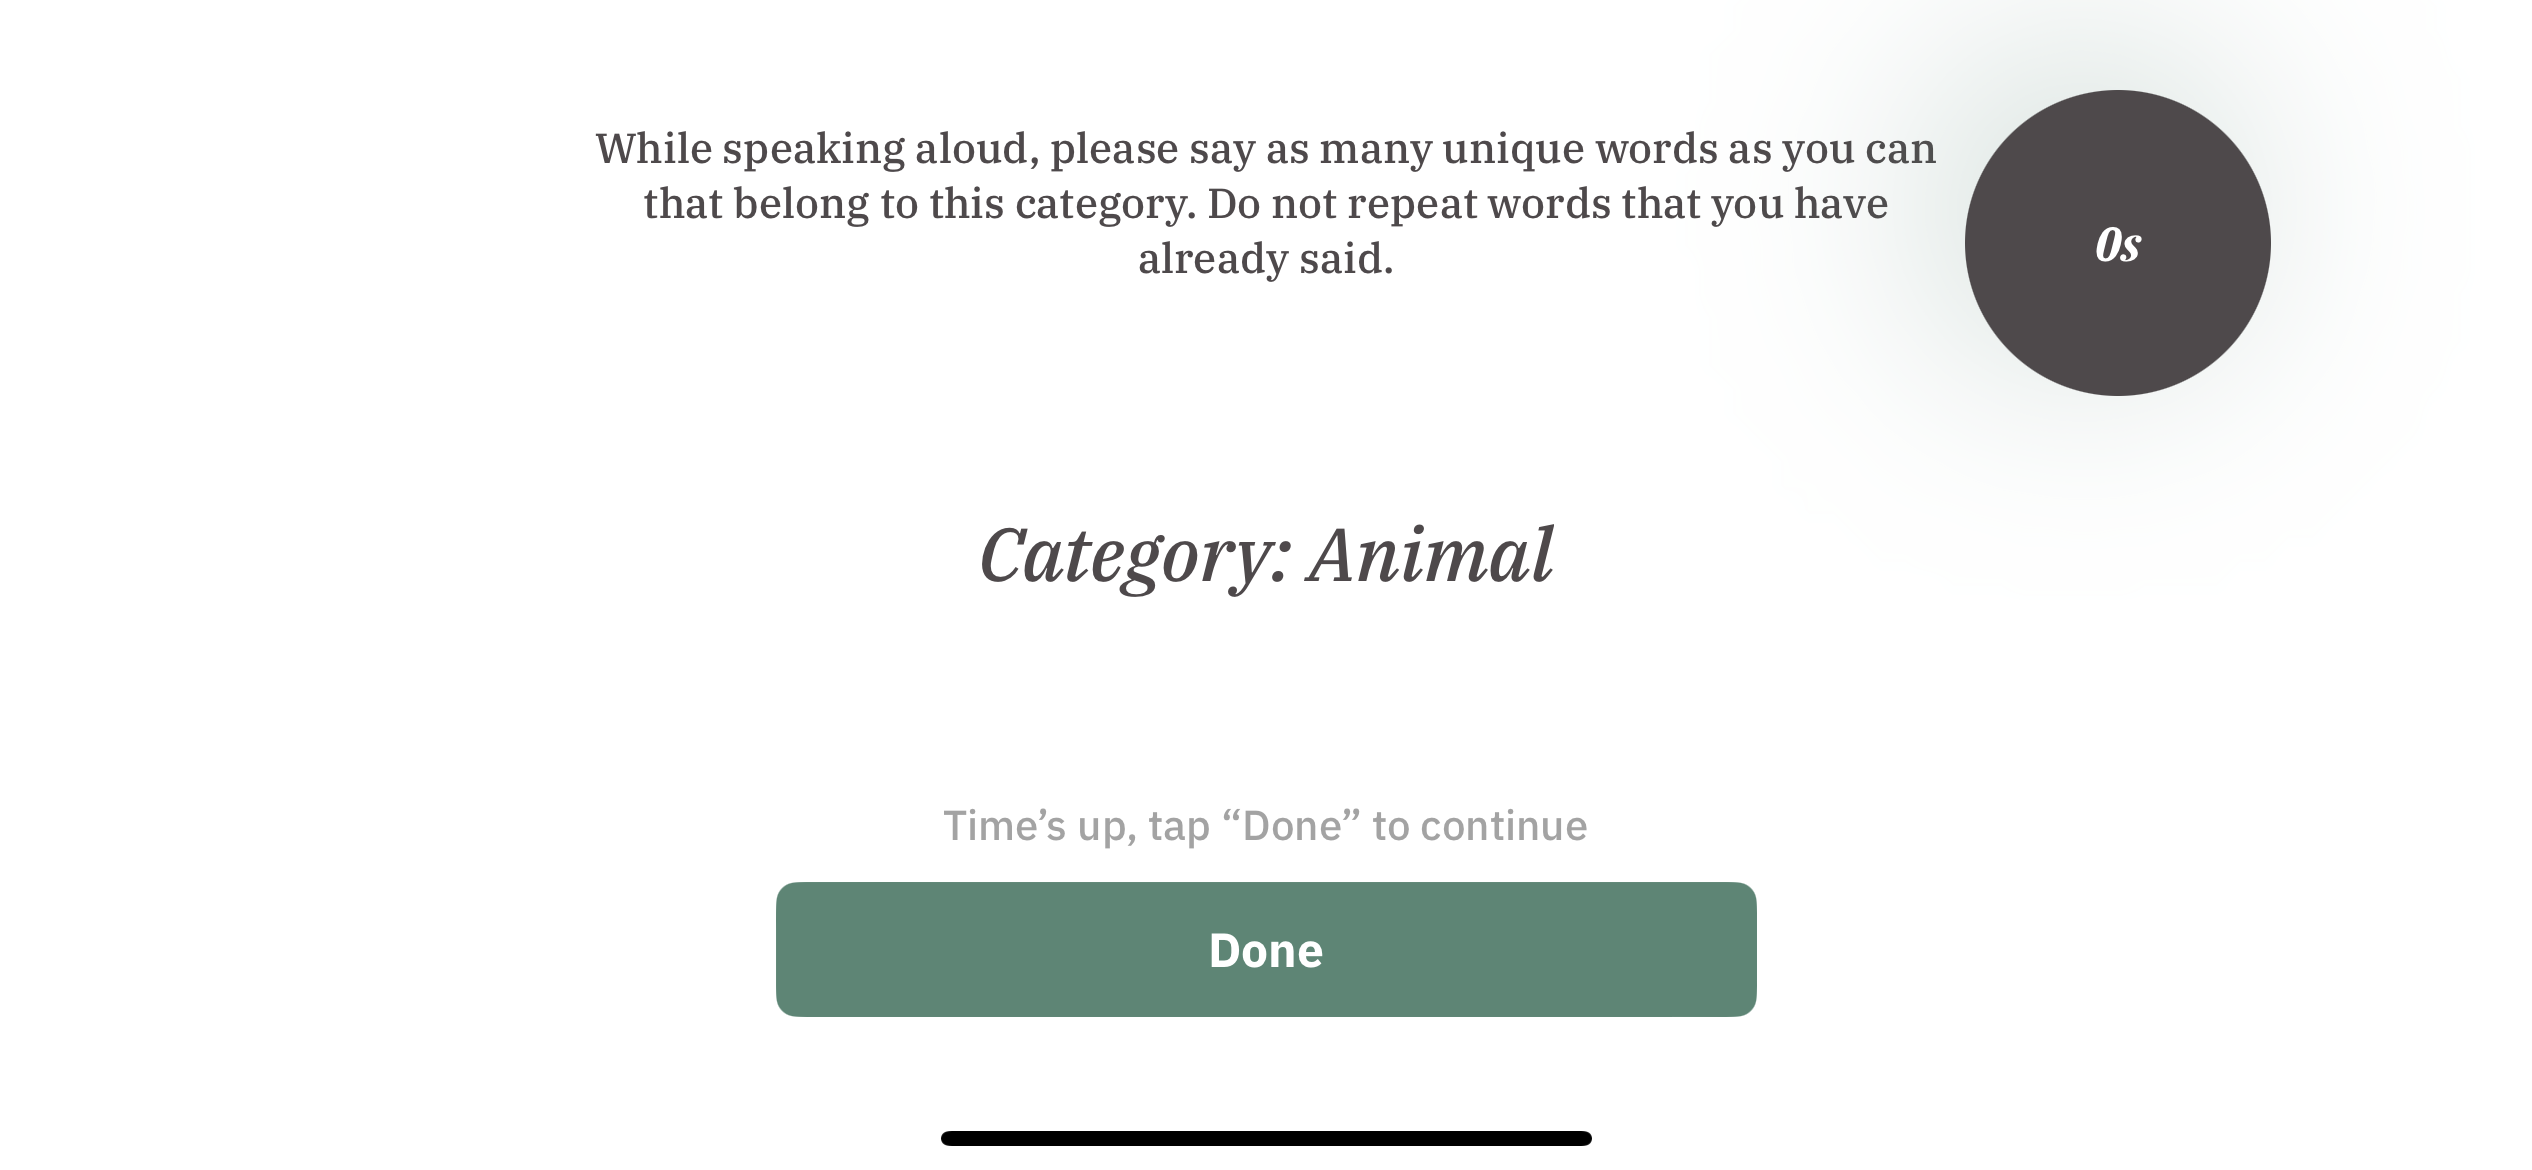 While speaking aloud, please say as many unique words as you can
that belong to this category. Do not repeat words that you have
already said.
0s
Category: Animal
Time’s up, tap “Done” to continue
Done